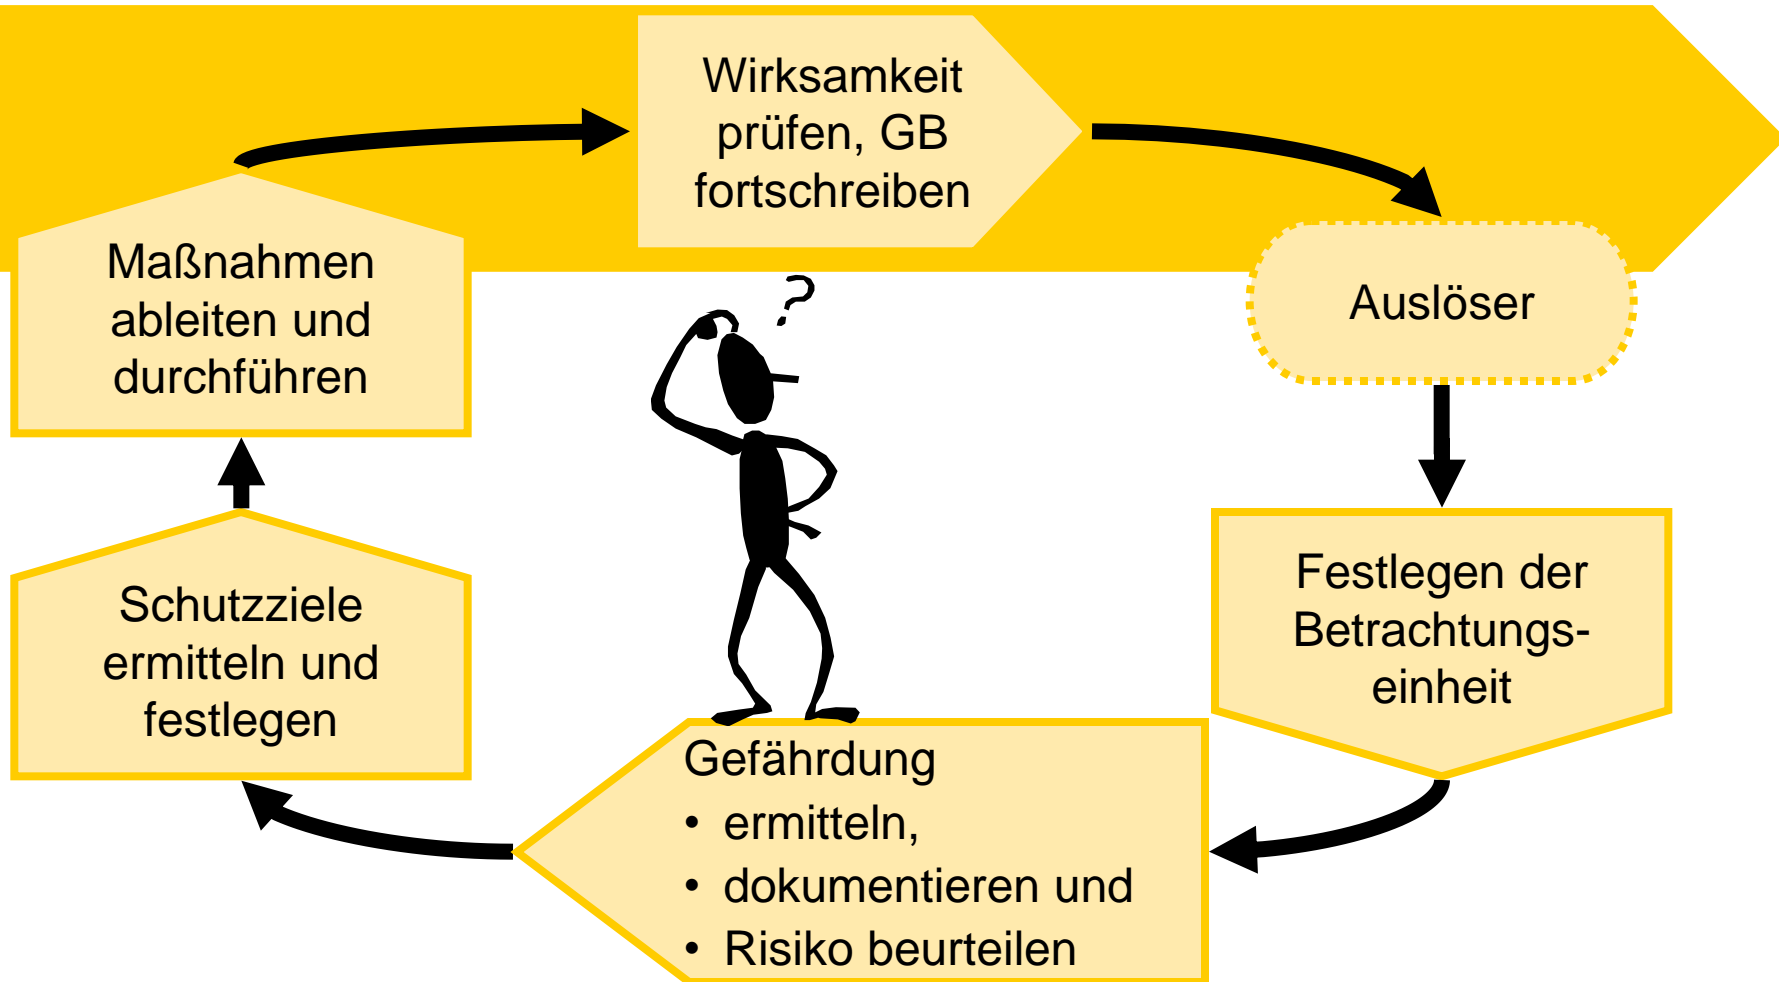 Wirksamkeit
prüfen, GB
fortschreiben
Maßnahmen
ableiten und
durchführen
?
Auslöser
Festlegen der
Betrachtungs-
einheit
Schutzziele
ermitteln und
festlegen
Gefährdung
• ermitteln,
• dokumentieren und
• Risiko beurteilen